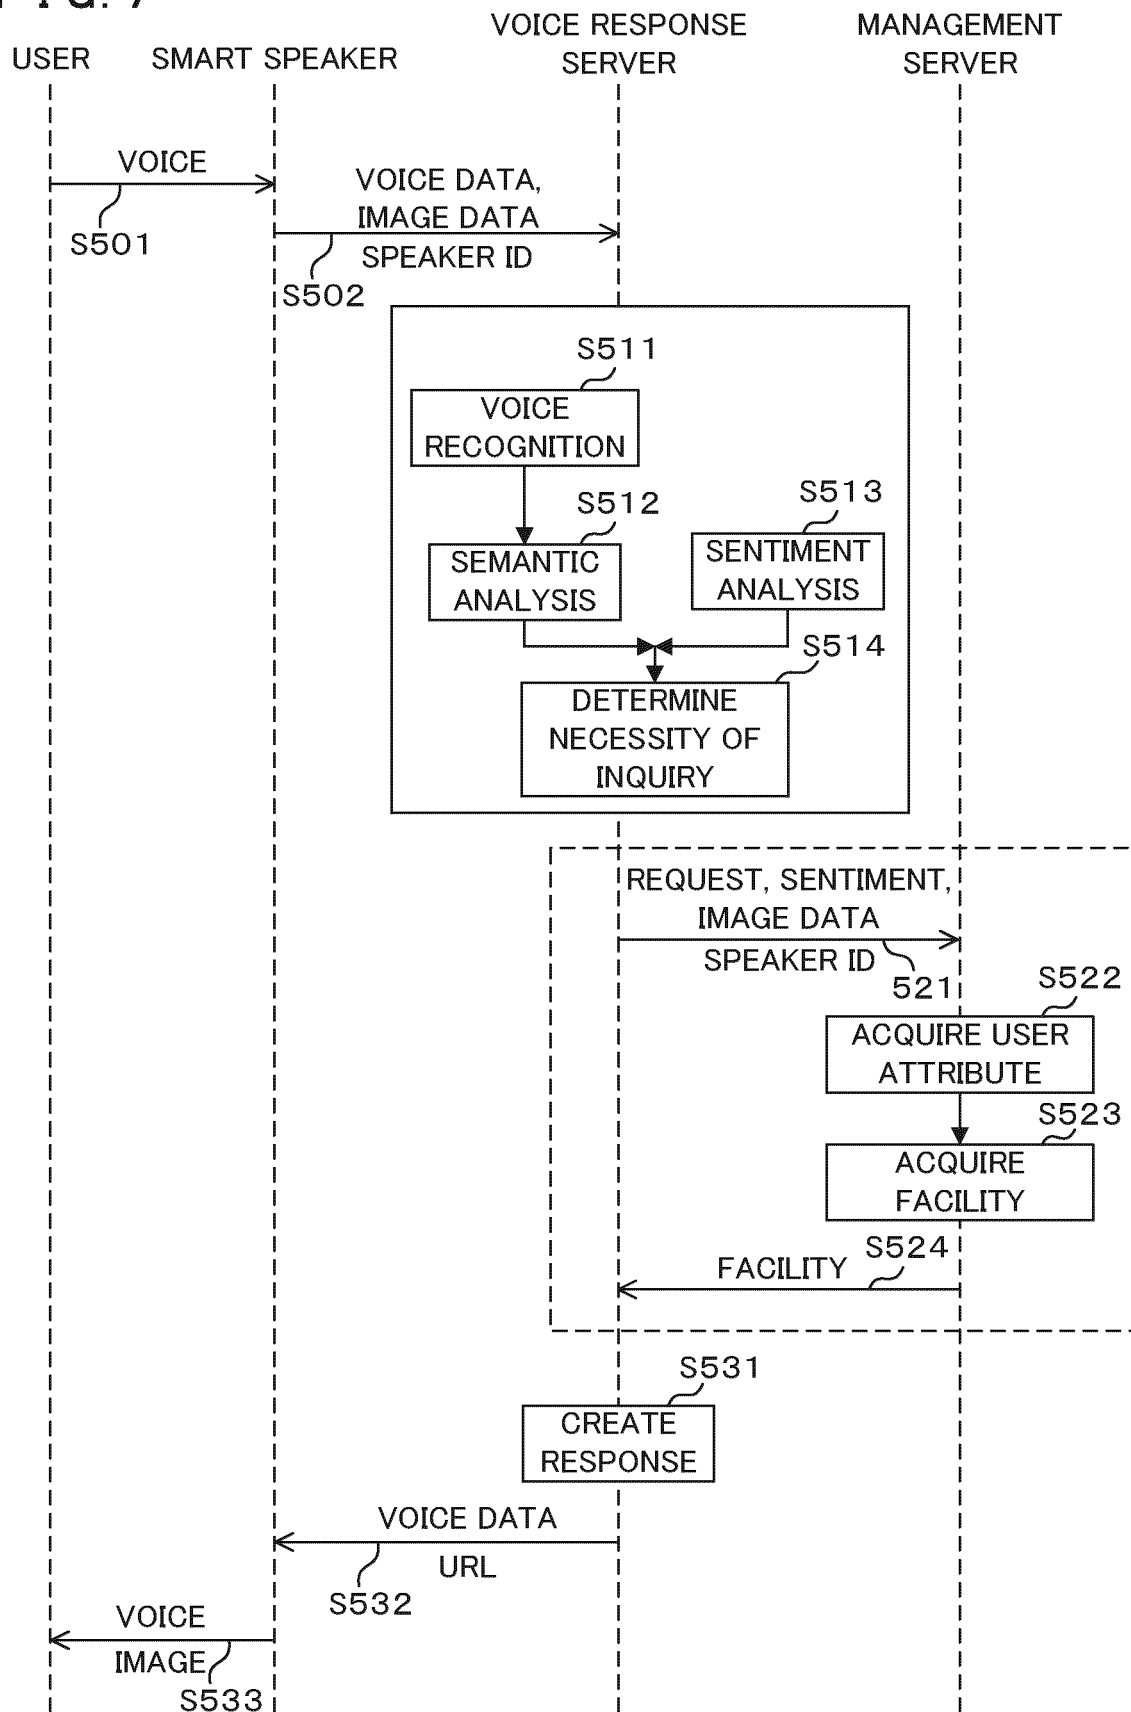 USER
SMART SPEAKER
VOICE RESPONSE
SERVER
MANAGEMENT
SERVER
VOICE
S501
VOICE DATA,
IMAGE DATA
SPEAKER ID
S502
S511
VOICE
RECOGNITION
S512
SEMANTIC
ANALYSIS
S513
SENTIMENT
ANALYSIS
S514
DETERMINE
NECESSITY OF
INQUIRY
REQUEST, SENTIMENT,
IMAGE DATA
SPEAKER ID
521
S522
ACQUIRE USER
ATTRIBUTE
S523
ACQUIRE
FACILITY
S524
FACILITY
S531
CREATE
RESPONSE
VOICE DATA
URL
S532
VOICE
IMAGE
S533